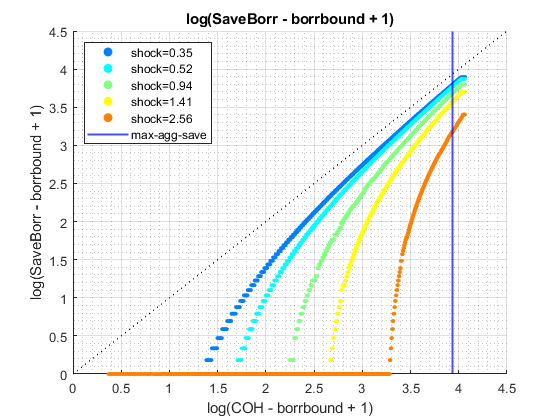 log(SaveBorr - borrbound + 1)
4.5
4
3.5
3
2.5
2
1.5
1
0.5
0
log(SaveBorr - borrbound + 1)
shock=0.35
shock=0.52
shock=0.94
shock=1.41
shock=2.56
max-agg-save
0 0.5 1 1.5 2 2.5 3 3.5 4 4.5
log(COH - borrbound + 1)